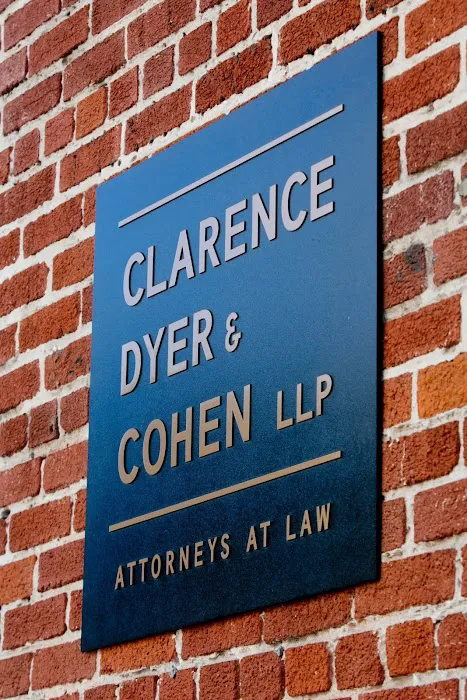 CLARENCE
DYER &
COHEN LLP
ATTORNEYS AT LAW